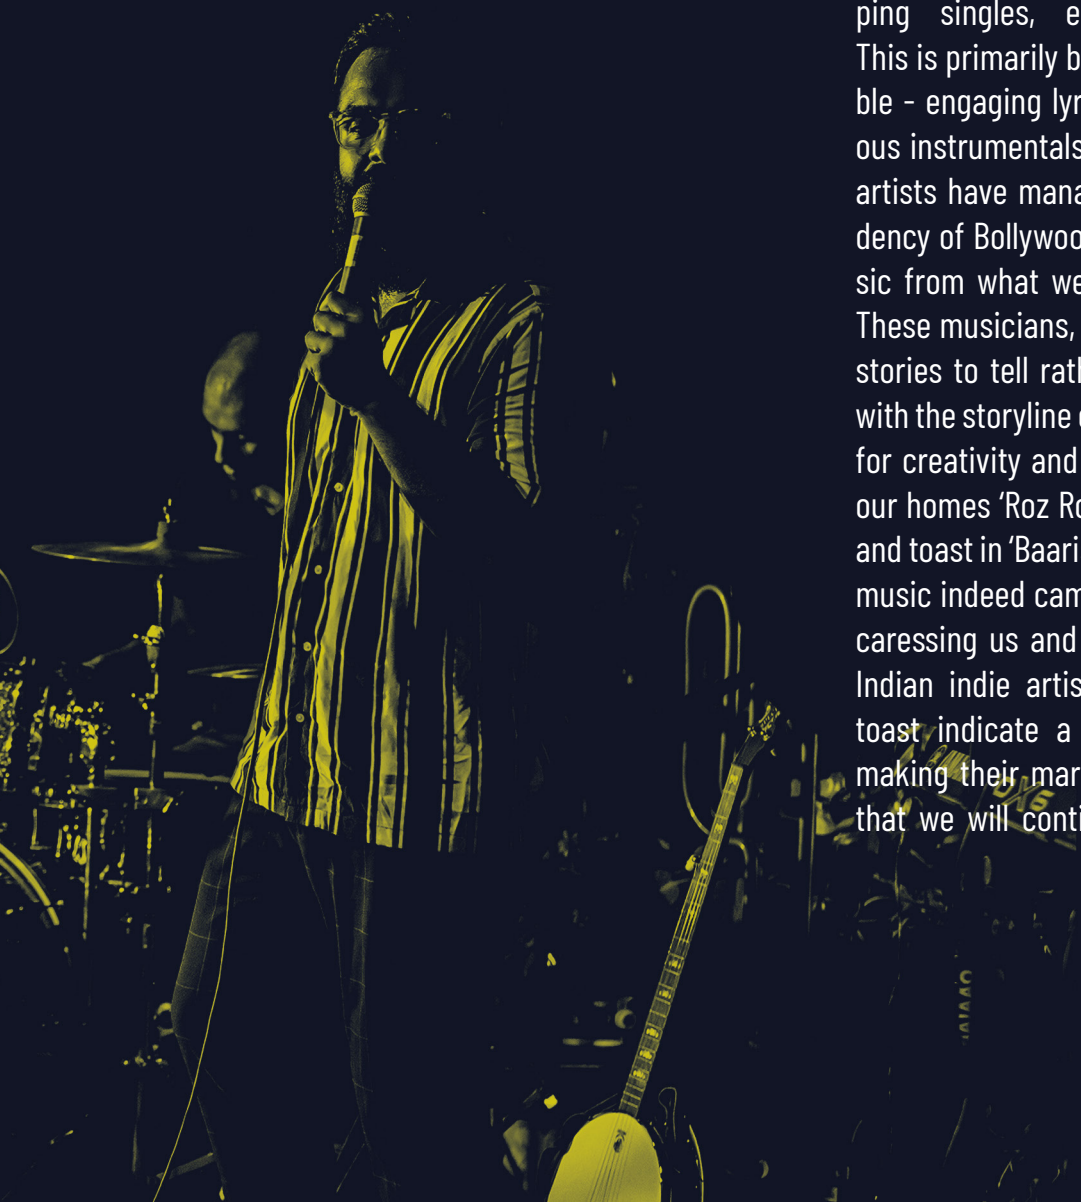 ping singles, e
This is primarily b
ble - engaging lyr
ous instrumentals
artists have mana
dency of Bollywoo
sic from what we
These musicians,
stories to tell rath
with the storyline
for creativity and
our homes ‘Roz Ro
and toast in ‘Baari
music indeed cam
caressing us and
Indian indie artis
toast indicate a
making their mar
that we will conti
DX6